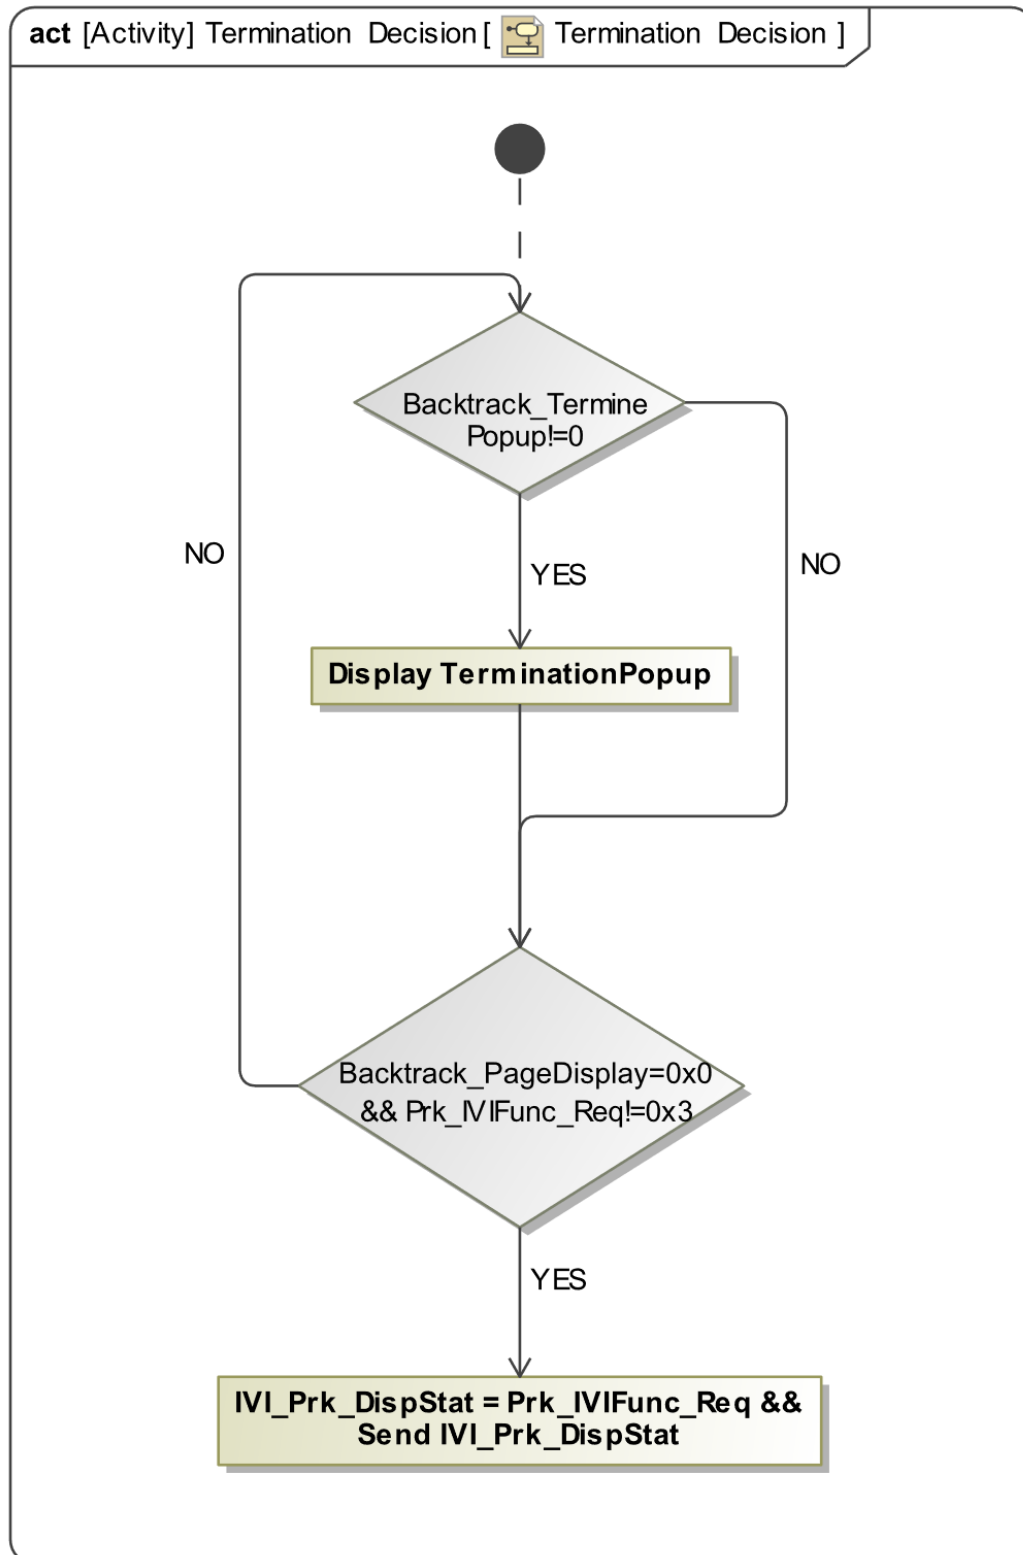 act [Activity] Termination Decision [ Termination Decision ]
Backtrack_Termine
Popup!=0
NO
NO
YES
Display TerminationPopup
Backtrack_PageDisplay=0x0
&& Prk_IVIFunc_Req!=0x3
YES
IVI_Prk_DispStat = Prk_IVIFunc_Req &&
Send IVI_Prk_DispStat